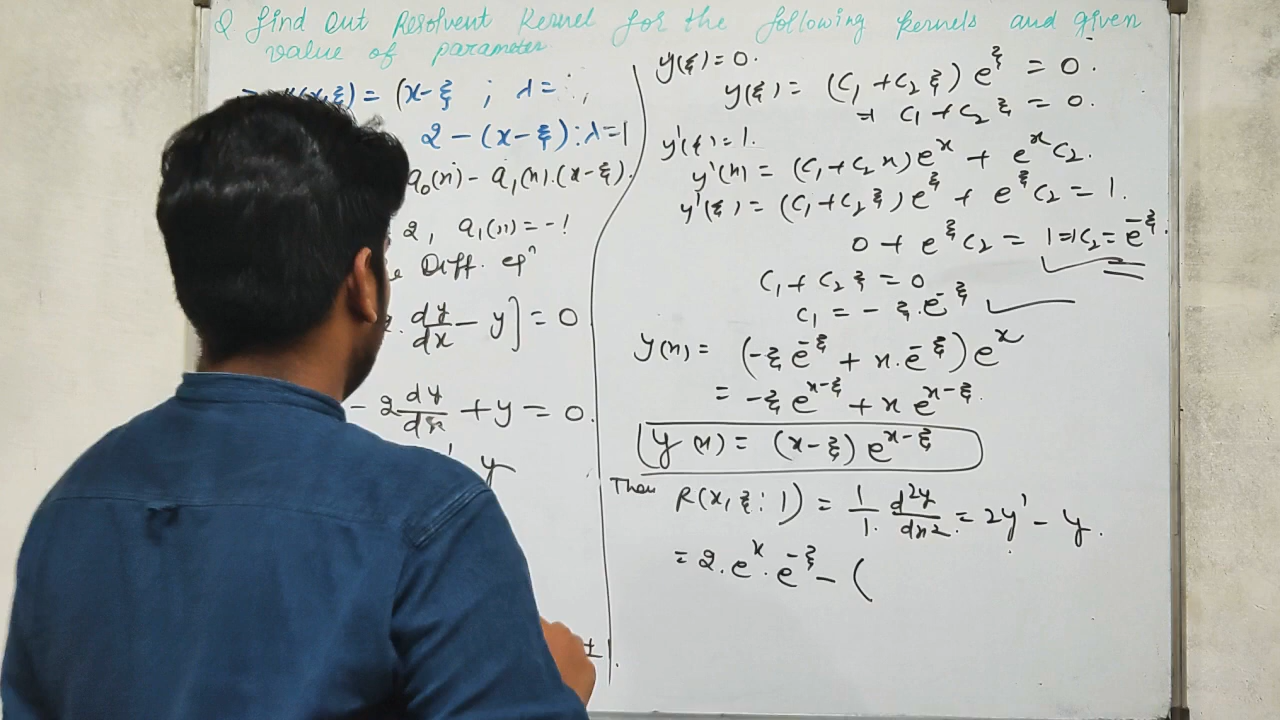 Q find out Resolvent Kernel for the following kernels and given
value of parameter
(x,ξ) = (x-ξ ; λ= ;
2 - (x-ξ) : λ=1
a₀(x) - a₁(x).(x-ξ).
2, a₁(x) = -1
Diff. eqⁿ
. dy/dx - y] = 0
- 2 dy/dx + y = 0.
y
y(ξ) = 0.
y(ξ) = (C₁ + C₂ ξ) e^ξ = 0.
⇒ C₁ + C₂ ξ = 0.
y'(ξ) = 1.
y'(x) = (C₁ + C₂ x) e^x + e^x C₂.
y'(ξ) = (C₁ + C₂ ξ) e^ξ + e^ξ C₂ = 1.
0 + e^ξ C₂ = 1 ⇒ C₂ = e^-ξ.
C₁ + C₂ ξ = 0
C₁ = - ξ.e^-ξ
y(x) = (-ξ e^-ξ + x.e^-ξ) e^x
= -ξ e^x-ξ + x e^x-ξ.
y(x) = (x-ξ) e^x-ξ
Then R(x,ξ:1) = 1/1. d²y/dx² = 2y' - y.
= 2.e^x.e^-ξ - (